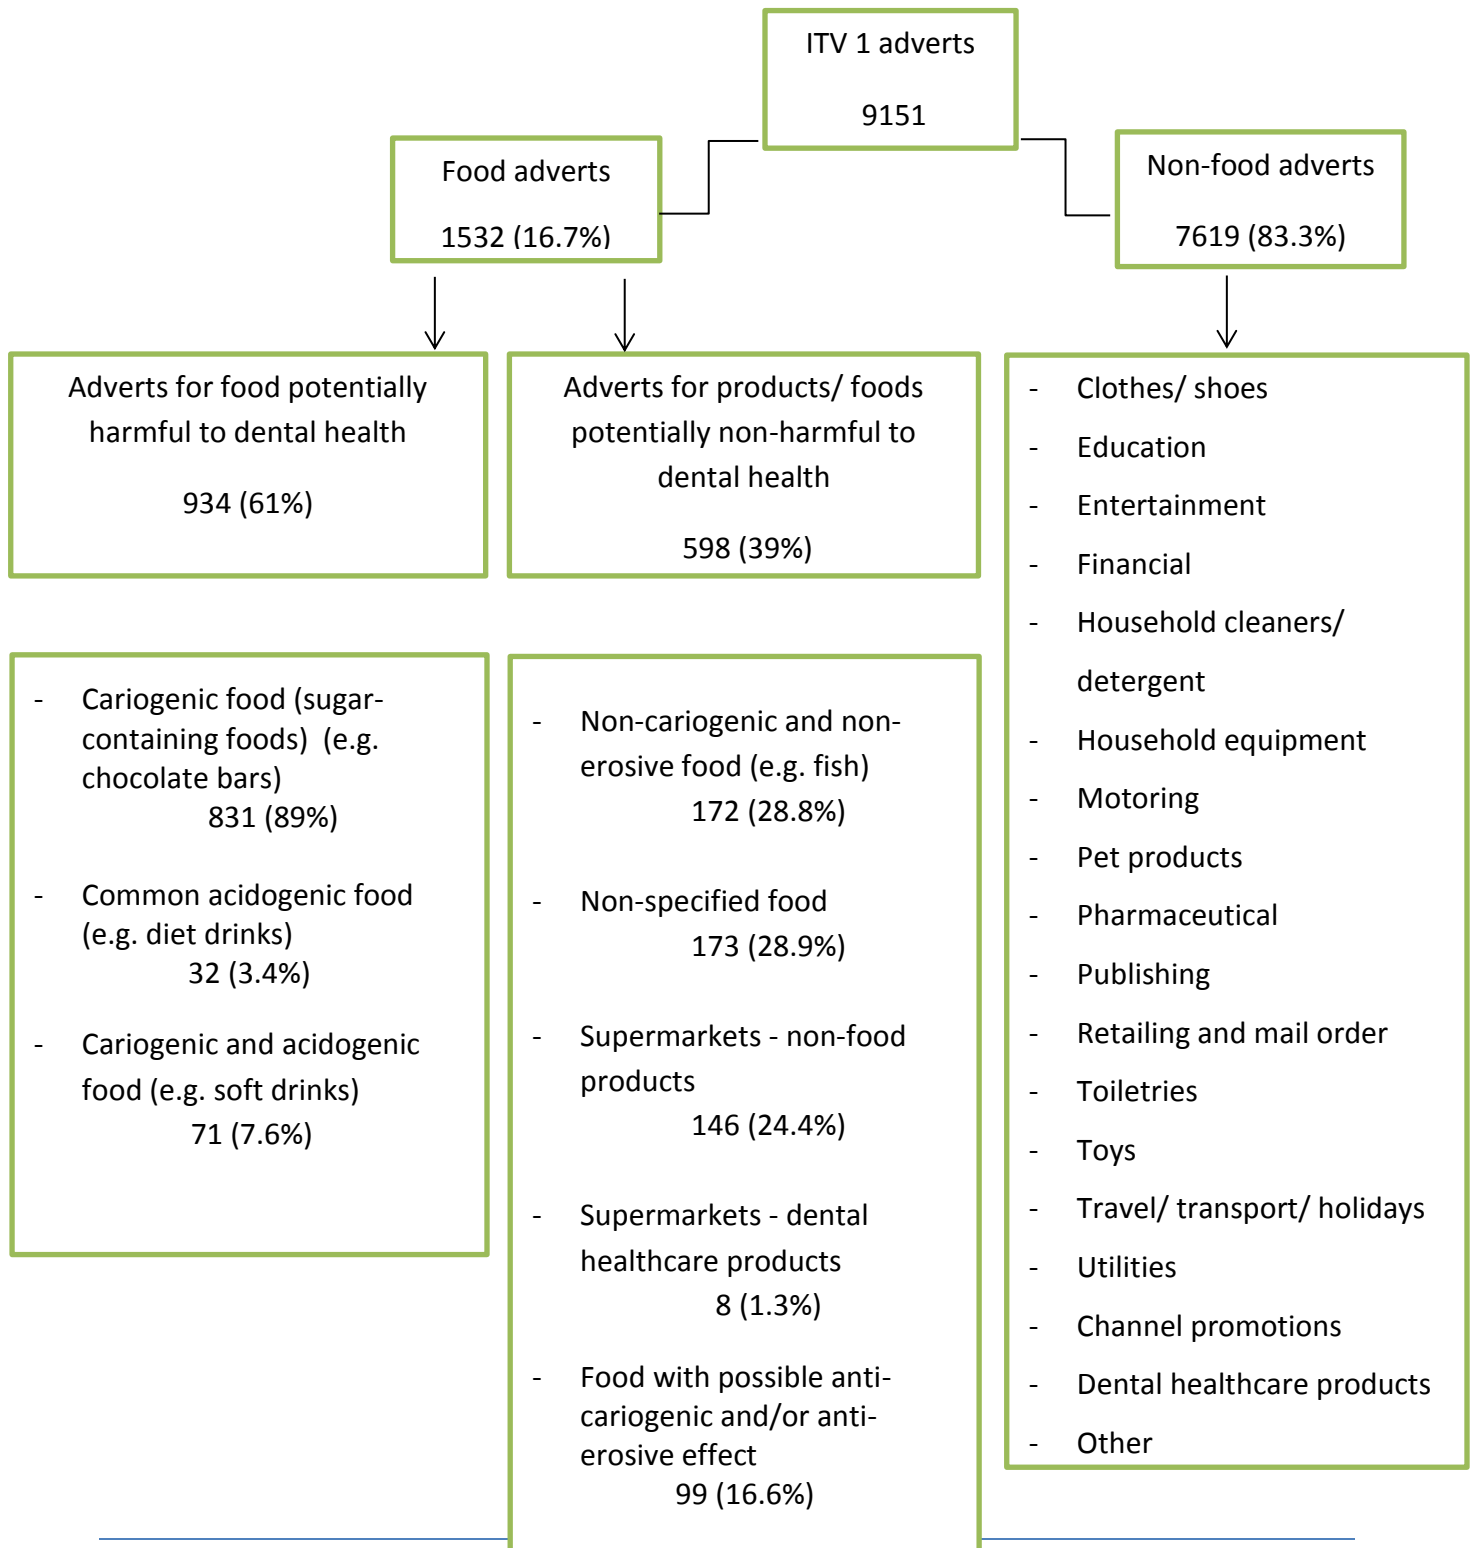 ITV 1 adverts
9151
Food adverts
1532 (16.7%)
Non-food adverts
7619 (83.3%)
Adverts for food potentially
harmful to dental health
934 (61%)
Adverts for products/ foods
potentially non-harmful to
dental health
598 (39%)
- Cariogenic food (sugar-
containing foods)  (e.g.
chocolate bars)
831 (89%)
- Common acidogenic food
(e.g. diet drinks)
32 (3.4%)
- Cariogenic and acidogenic
food (e.g. soft drinks)
71 (7.6%)
- Non-cariogenic and non-
erosive food (e.g. fish)
172 (28.8%)
- Non-specified food
173 (28.9%)
- Supermarkets - non-food
products
146 (24.4%)
- Supermarkets - dental
healthcare products
8 (1.3%)
- Food with possible anti-
cariogenic and/or anti-
erosive effect
99 (16.6%)
- Clothes/ shoes
- Education
- Entertainment
- Financial
- Household cleaners/
detergent
- Household equipment
- Motoring
- Pet products
- Pharmaceutical
- Publishing
- Retailing and mail order
- Toiletries
- Toys
- Travel/ transport/ holidays
- Utilities
- Channel promotions
- Dental healthcare products
- Other